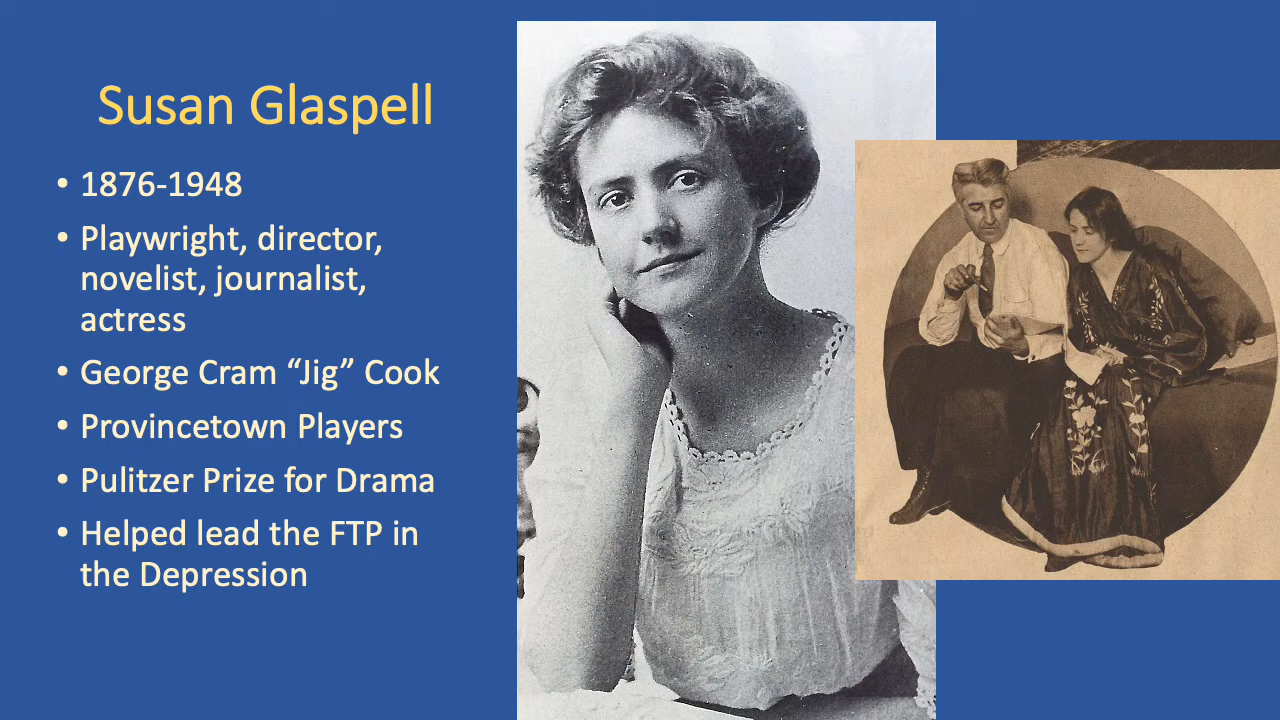 Susan Glaspell
• 1876-1948
• Playwright, director,
novelist, journalist,
actress
• George Cram “Jig” Cook
• Provincetown Players
• Pulitzer Prize for Drama
• Helped lead the FTP in
the Depression